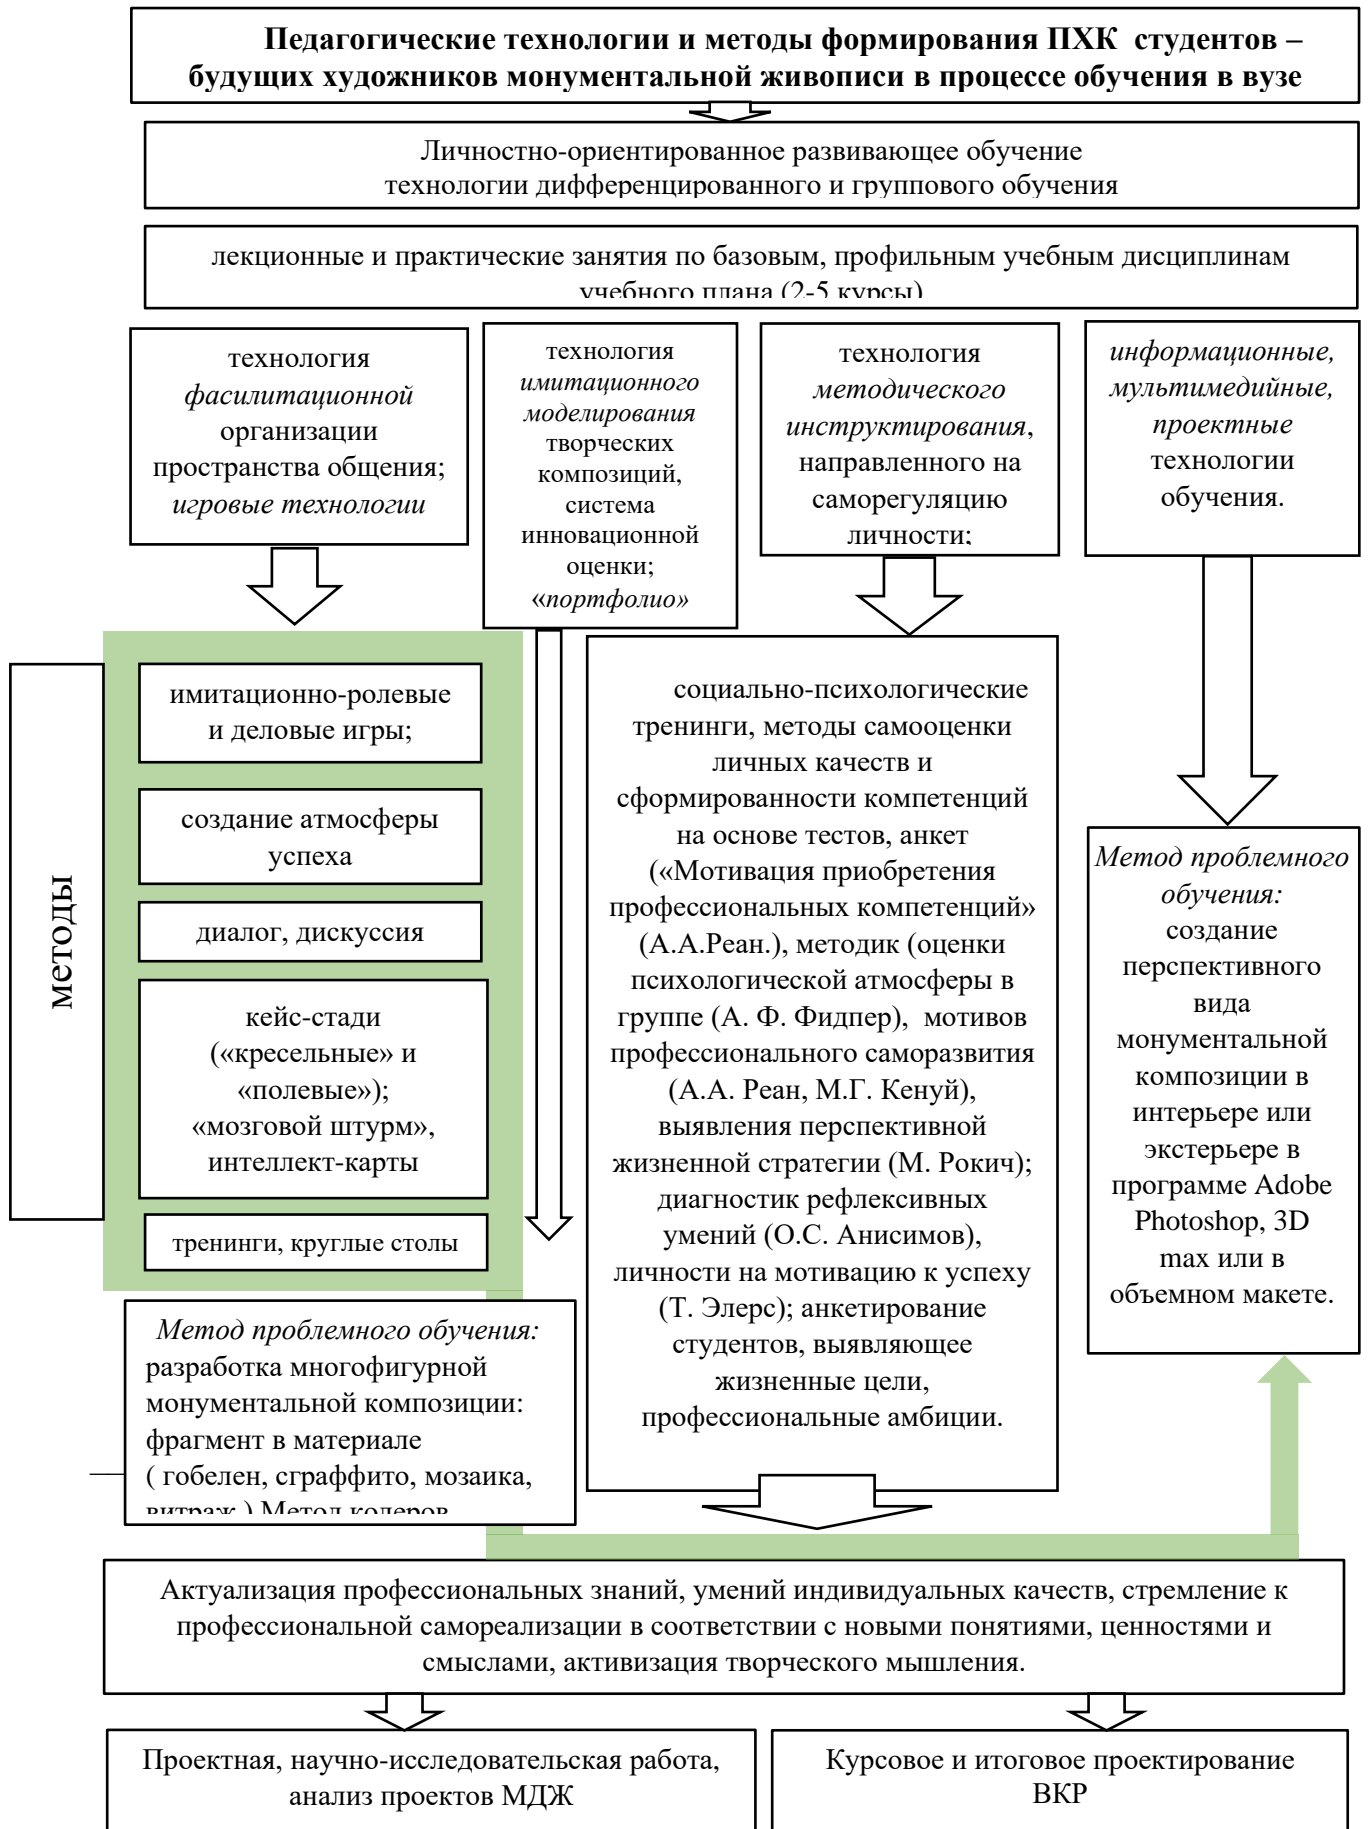 Педагогические технологии и методы формирования ПХК студентов –
будущих художников монументальной живописи в процессе обучения в вузе
Личностно-ориентированное развивающее обучение
технологии дифференцированного и группового обучения
лекционные и практические занятия по базовым, профильным учебным дисциплинам
учебного плана (2-5 курсы)
технология
фасилитационной
организации
пространства общения;
игровые технологии
технология
имитационного
моделирования
творческих
композиций,
система
инновационной
оценки;
«портфолио»
технология
методического
инструктирования,
направленного на
саморегуляцию
личности;
информационные,
мультимедийные,
проектные
технологии
обучения.
методы
имитационно-ролевые
и деловые игры;
создание атмосферы
успеха
диалог, дискуссия
кейс-стади
(«кресельные» и
«полевые»);
«мозговой штурм»,
интеллект-карты
тренинги, круглые столы
Метод проблемного обучения:
разработка многофигурной
монументальной композиции:
фрагмент в материале
( гобелен, сграффито, мозаика,
витраж ) Метод колеров
социально-психологические
тренинги, методы самооценки
личных качеств и
сформированности компетенций
на основе тестов, анкет
(«Мотивация приобретения
профессиональных компетенций»
(А.А.Реан.), методик (оценки
психологической атмосферы в
группе (А. Ф. Фидпер), мотивов
профессионального саморазвития
(А.А. Реан, М.Г. Кенуй),
выявления перспективной
жизненной стратегии (М. Рокич);
диагностик рефлексивных
умений (О.С. Анисимов),
личности на мотивацию к успеху
(Т. Элерс); анкетирование
студентов, выявляющее
жизненные цели,
профессиональные амбиции.
Метод проблемного
обучения:
создание
перспективного
вида
монументальной
композиции в
интерьере или
экстерьере в
программе Adobe
Photoshop, 3D
max или в
объемном макете.
Актуализация профессиональных знаний, умений индивидуальных качеств, стремление к
профессиональной самореализации в соответствии с новыми понятиями, ценностями и
смыслами, активизация творческого мышления.
Проектная, научно-исследовательская работа,
анализ проектов МДЖ
Курсовое и итоговое проектирование
ВКР